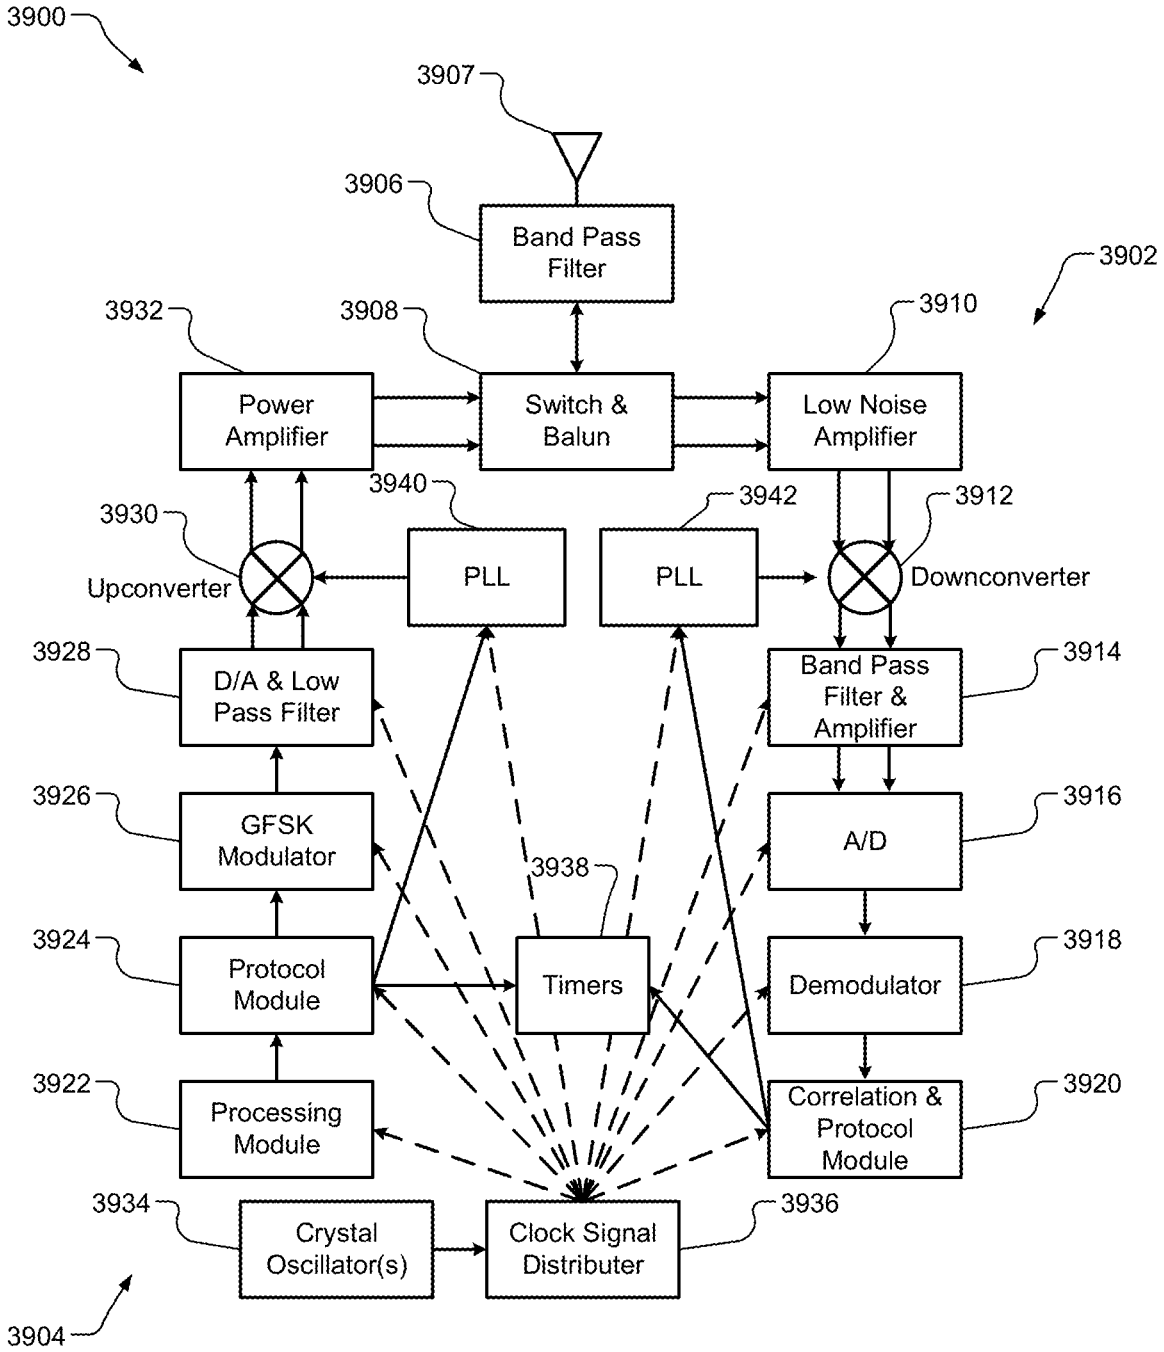 3900
3907
3906
Band Pass
Filter
3902
3932
3908
3910
Power
Amplifier
Switch &
Balun
Low Noise
Amplifier
3940
3942
3912
3930
PLL
PLL
Upconverter
Downconverter
3928
D/A & Low
Pass Filter
Band Pass
Filter &
Amplifier
3914
3926
GFSK
Modulator
A/D
3916
3938
3924
Protocol
Module
Timers
Demodulator
3918
3922
Processing
Module
Correlation &
Protocol
Module
3920
3934
Crystal
Oscillator(s)
Clock Signal
Distributer
3936
3904